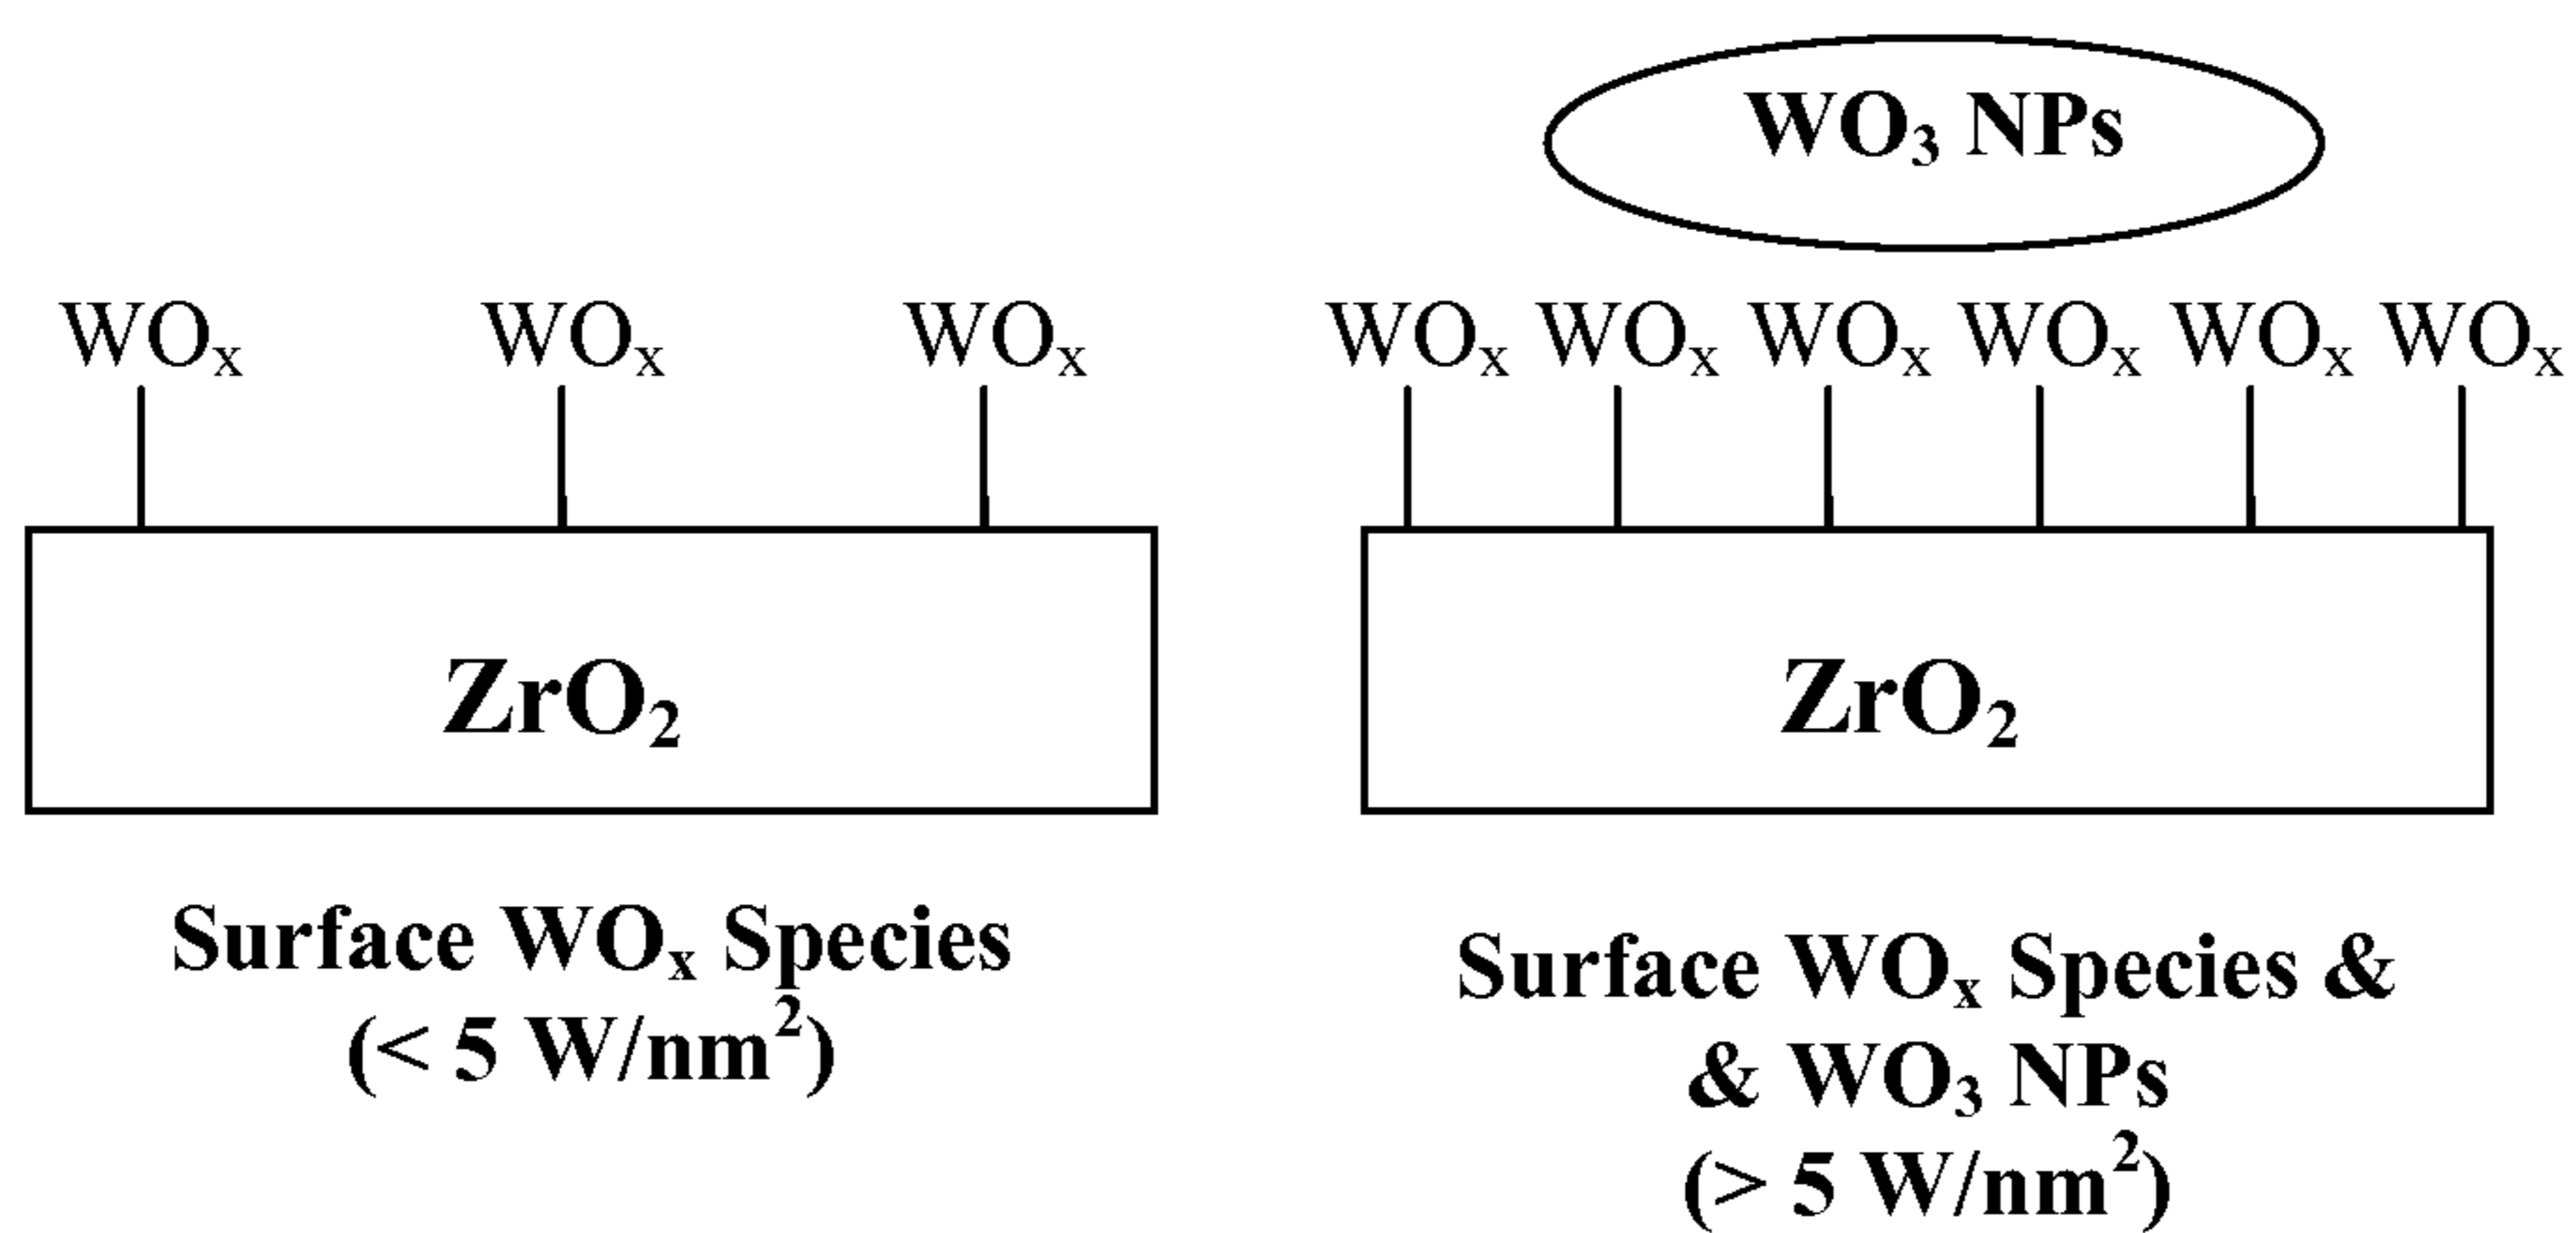 WO₃ NPs
WOₓ WOₓ WOₓ WOₓ WOₓ WOₓ WOₓ WOₓ WOₓ
ZrO₂ ZrO₂
Surface WOₓ Species
(< 5 W/nm²)
Surface WOₓ Species &
& WO₃ NPs
(> 5 W/nm²)